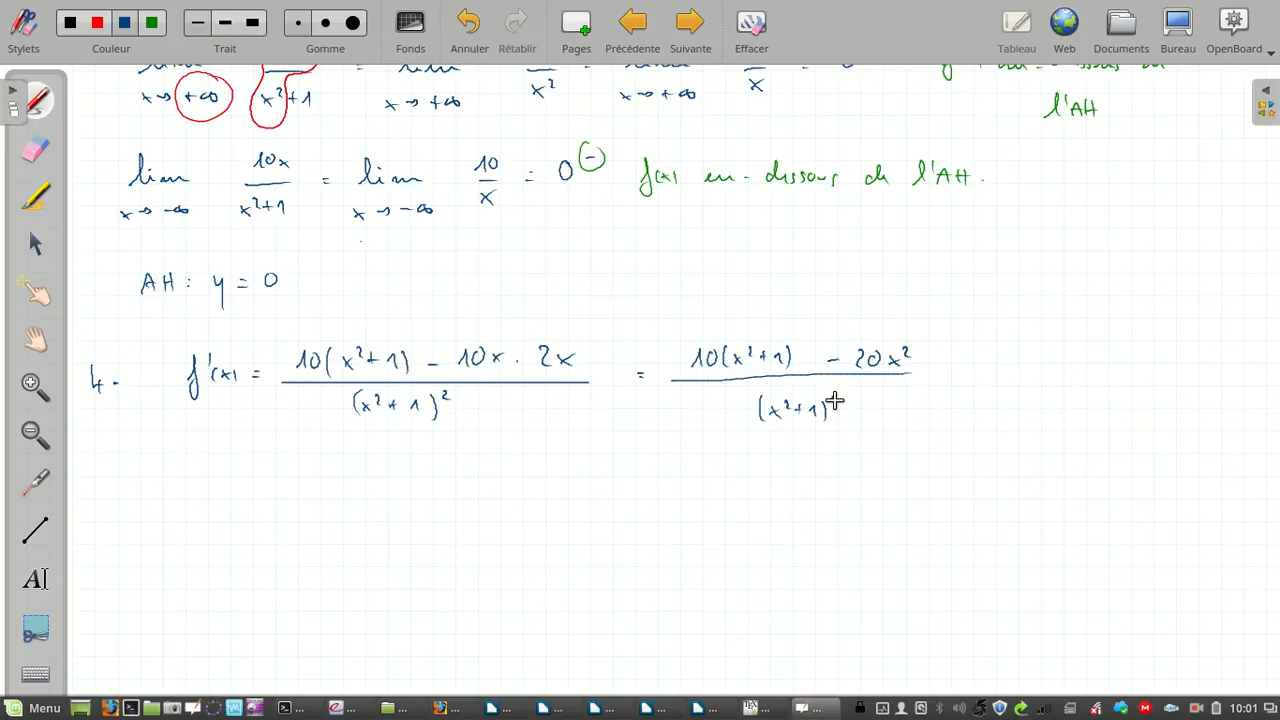 Stylets Couleur Trait Gomme Fonds Annuler Rétablir Pages Précédente Suivante Effacer Tableau Web Documents Bureau OpenBoard
x → +∞ x²+1 = x → +∞ x² = x → +∞ x = 0
l'AH
lim x → -∞ 10x / x²+1 = lim x → -∞ 10 / x = 0⁻ f(x) en-dessous de l'AH.
AH : y = 0
4. f'(x) = 10(x²+1) - 10x · 2x / (x²+1)² = 10(x²+1) - 20x² / (x²+1)
Menu 10:01